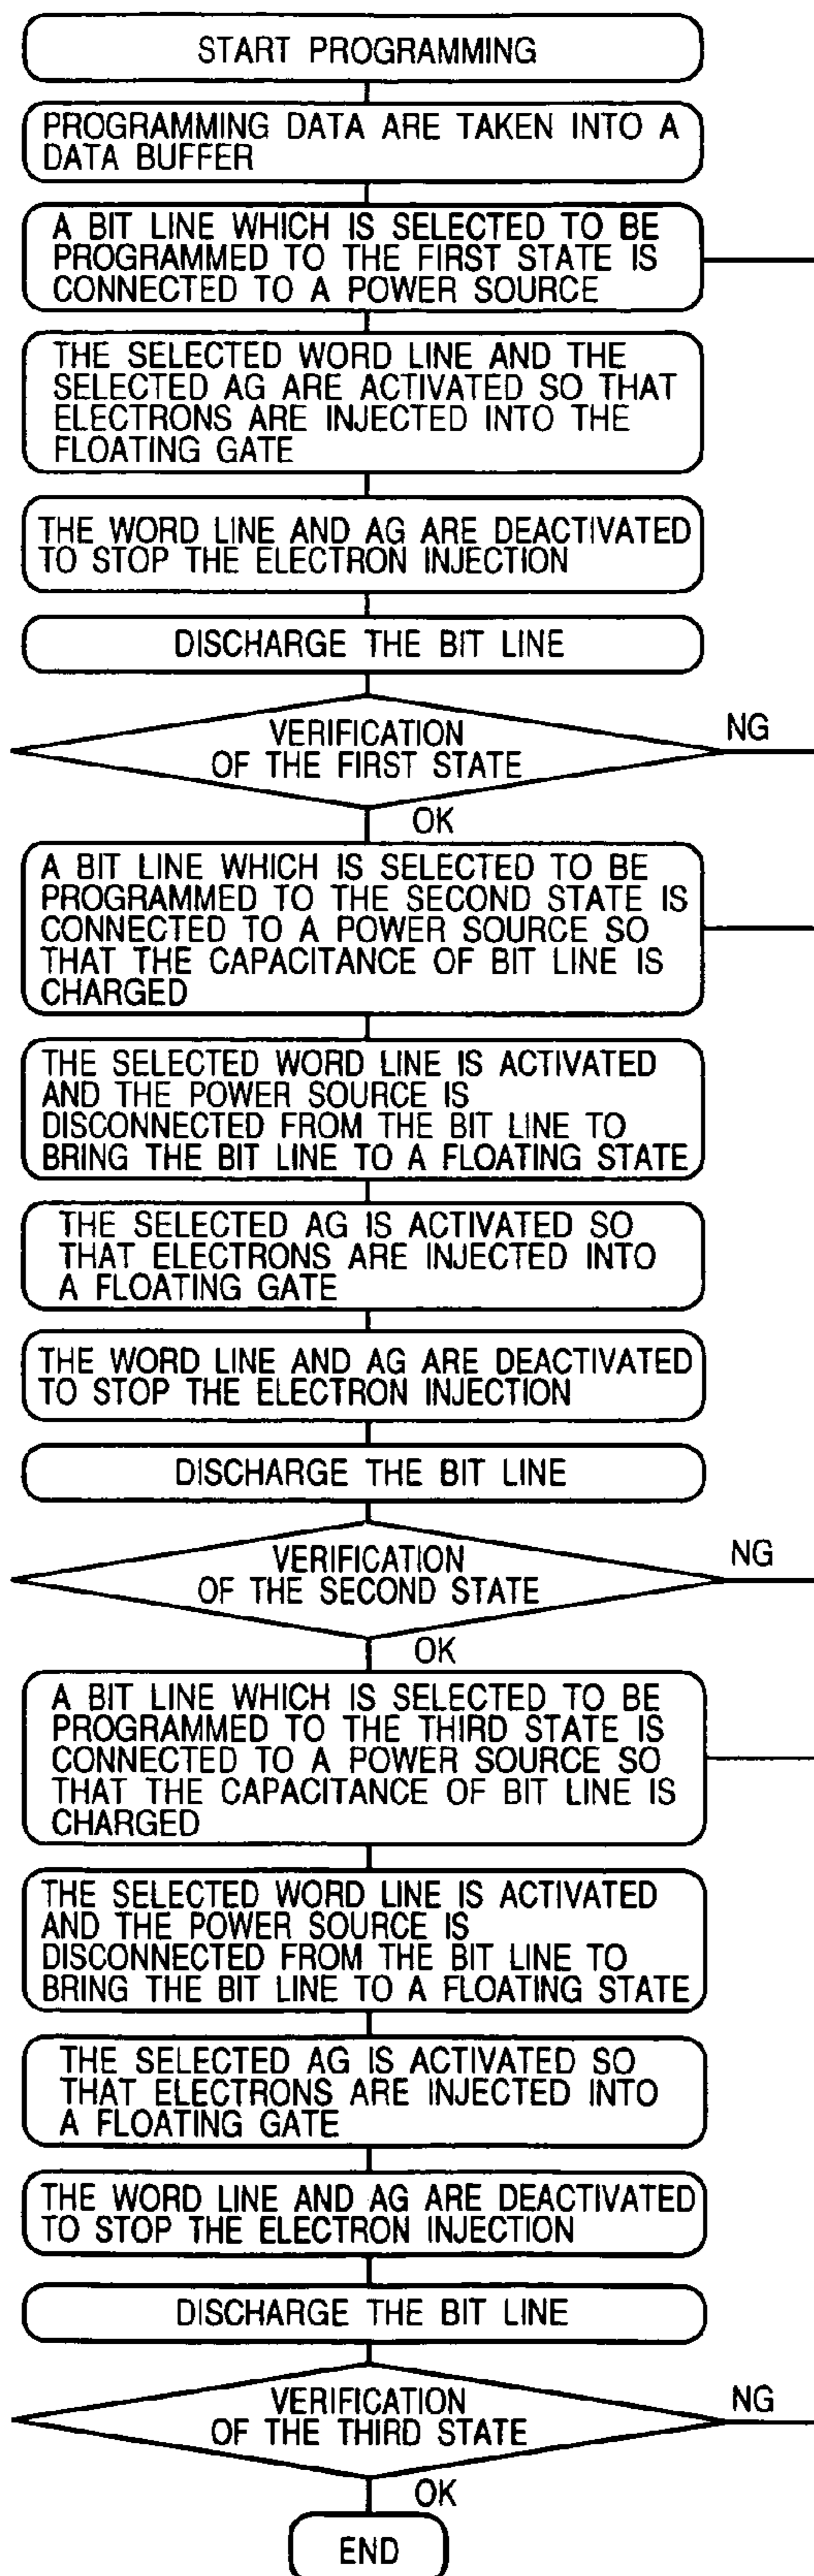 START PROGRAMMING
PROGRAMMING DATA ARE TAKEN INTO A
DATA BUFFER
A BIT LINE WHICH IS SELECTED TO BE
PROGRAMMED TO THE FIRST STATE IS
CONNECTED TO A POWER SOURCE
THE SELECTED WORD LINE AND THE
SELECTED AG ARE ACTIVATED SO THAT
ELECTRONS ARE INJECTED INTO THE
FLOATING GATE
THE WORD LINE AND AG ARE DEACTIVATED
TO STOP THE ELECTRON INJECTION
DISCHARGE THE BIT LINE
VERIFICATION
OF THE FIRST STATE
NG
OK
A BIT LINE WHICH IS SELECTED TO BE
PROGRAMMED TO THE SECOND STATE IS
CONNECTED TO A POWER SOURCE SO
THAT THE CAPACITANCE OF BIT LINE IS
CHARGED
THE SELECTED WORD LINE IS ACTIVATED
AND THE POWER SOURCE IS
DISCONNECTED FROM THE BIT LINE TO
BRING THE BIT LINE TO A FLOATING STATE
THE SELECTED AG IS ACTIVATED SO
THAT ELECTRONS ARE INJECTED INTO
A FLOATING GATE
THE WORD LINE AND AG ARE DEACTIVATED
TO STOP THE ELECTRON INJECTION
DISCHARGE THE BIT LINE
VERIFICATION
OF THE SECOND STATE
NG
OK
A BIT LINE WHICH IS SELECTED TO BE
PROGRAMMED TO THE THIRD STATE IS
CONNECTED TO A POWER SOURCE SO
THAT THE CAPACITANCE OF BIT LINE IS
CHARGED
THE SELECTED WORD LINE IS ACTIVATED
AND THE POWER SOURCE IS
DISCONNECTED FROM THE BIT LINE TO
BRING THE BIT LINE TO A FLOATING STATE
THE SELECTED AG IS ACTIVATED SO
THAT ELECTRONS ARE INJECTED INTO
A FLOATING GATE
THE WORD LINE AND AG ARE DEACTIVATED
TO STOP THE ELECTRON INJECTION
DISCHARGE THE BIT LINE
VERIFICATION
OF THE THIRD STATE
NG
OK
END